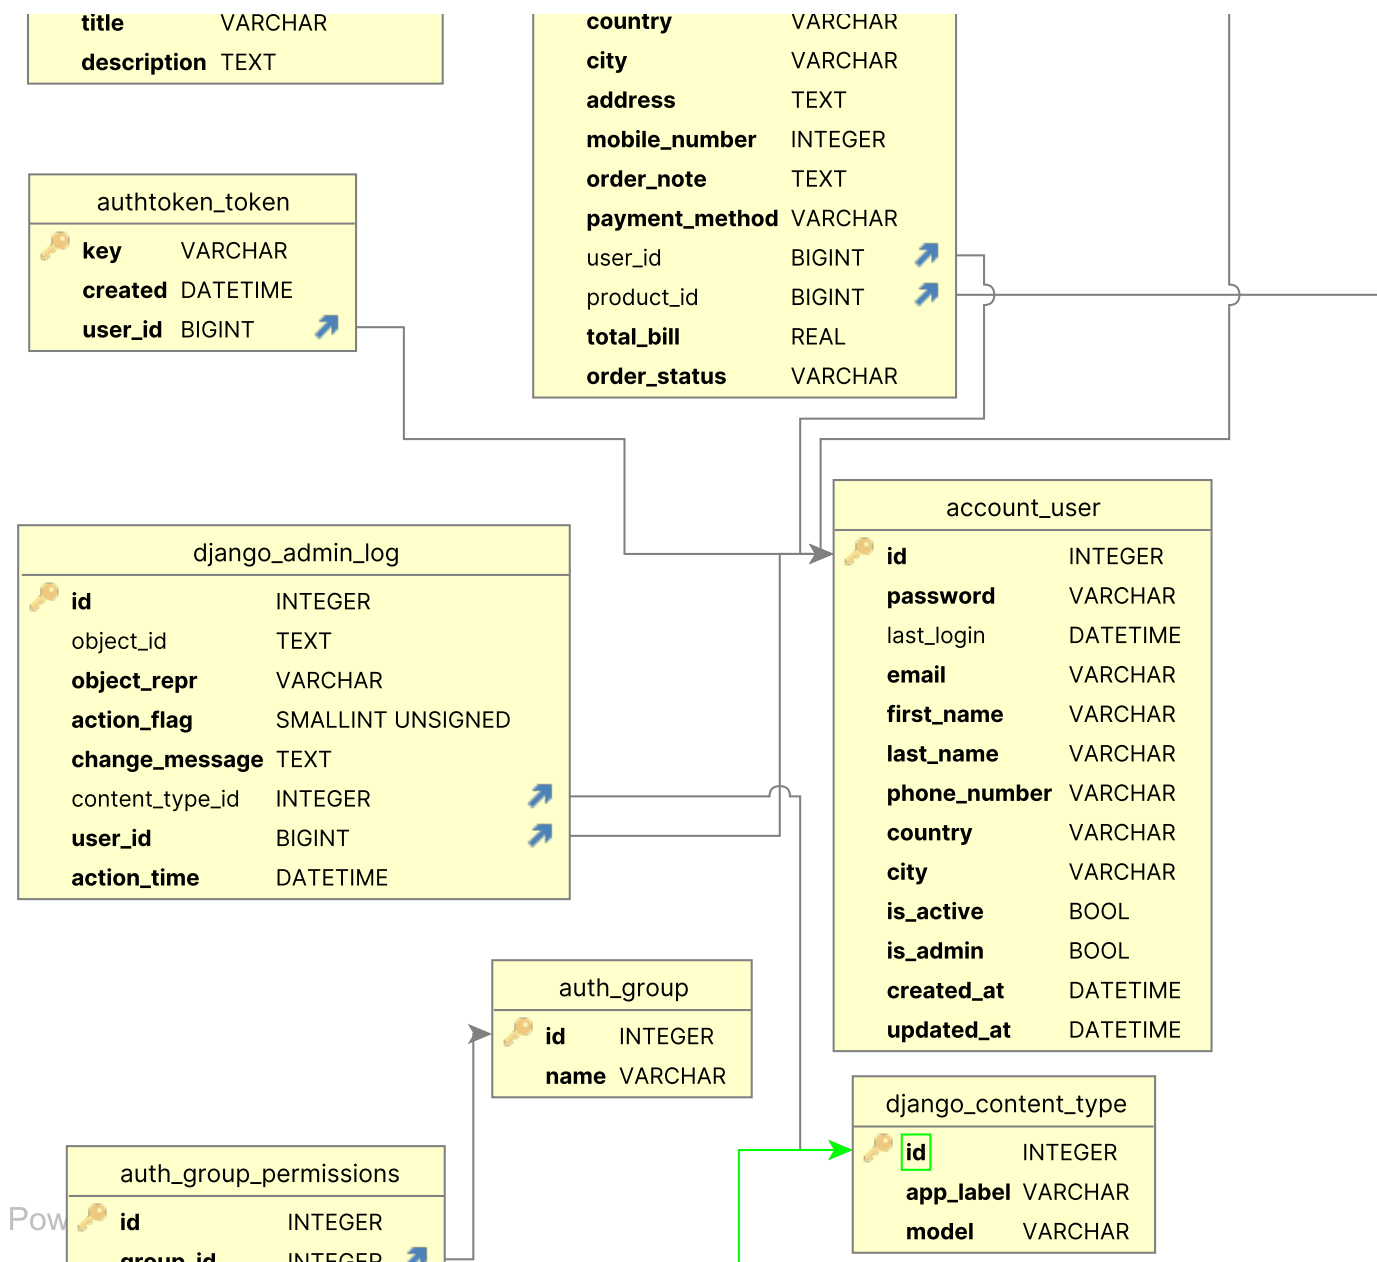 title VARCHAR
description TEXT
country VARCHAR
city VARCHAR
address TEXT
mobile_number INTEGER
order_note TEXT
payment_method VARCHAR
user_id BIGINT
product_id BIGINT
total_bill REAL
order_status VARCHAR
authtoken_token
key VARCHAR
created DATETIME
user_id BIGINT
django_admin_log
id INTEGER
object_id TEXT
object_repr VARCHAR
action_flag SMALLINT UNSIGNED
change_message TEXT
content_type_id INTEGER
user_id BIGINT
action_time DATETIME
account_user
id INTEGER
password VARCHAR
last_login DATETIME
email VARCHAR
first_name VARCHAR
last_name VARCHAR
phone_number VARCHAR
country VARCHAR
city VARCHAR
is_active BOOL
is_admin BOOL
created_at DATETIME
updated_at DATETIME
auth_group
id INTEGER
name VARCHAR
django_content_type
id INTEGER
app_label VARCHAR
model VARCHAR
auth_group_permissions
id INTEGER
group_id INTEGER
Pow